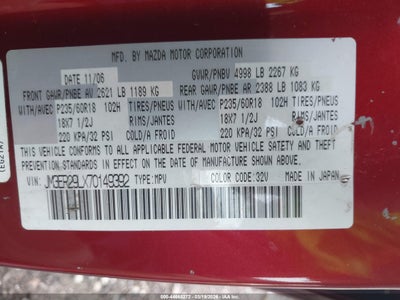 MFD. BY MAZDA MOTOR CORPORATION
DATE 11/06 GVWR/PNBV 4998 LB 2267 KG
FRONT GAWR/PNBE AV 2621 LB 1189 KG REAR GAWR/PNBE AR 2388 LB 1083 KG
WITH/AVEC P235/60R18 102H TIRES/PNEUS WITH/AVEC P235/60R18 102H TIRES/PNEUS
18X7 1/2J RIMS/JANTES 18X7 1/2J RIMS/JANTES
220 KPA/32 PSI COLD/A FROID 220 KPA/32 PSI COLD/A FROID
THIS VEHICLE CONFORMS TO ALL APPLICABLE FEDERAL MOTOR VEHICLE
SAFETY STANDARDS IN EFFECT ON THE DATE OF MANUFACTURE
SHOWN ABOVE.
VIN: JM3ER29LX70149392 TYPE:MPV COLOR CODE:32V MADE IN JAPAN
(EG21A)